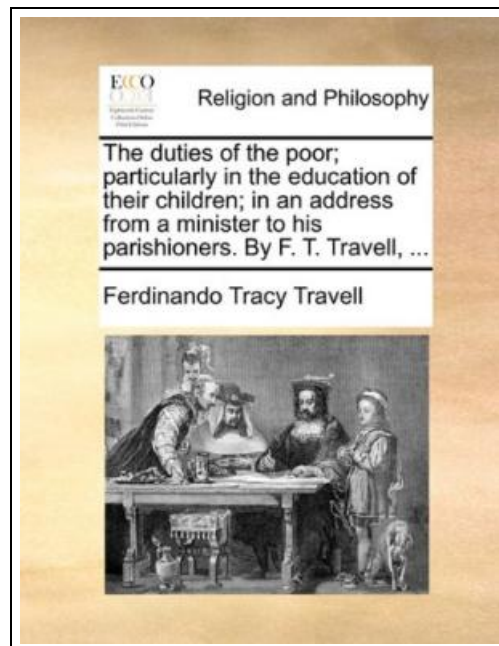 ECCO
Religion and Philosophy
The duties of the poor;
particularly in the education of
their children; in an address
from a minister to his
parishioners. By F. T. Travell, ...
Ferdinando Tracy Travell